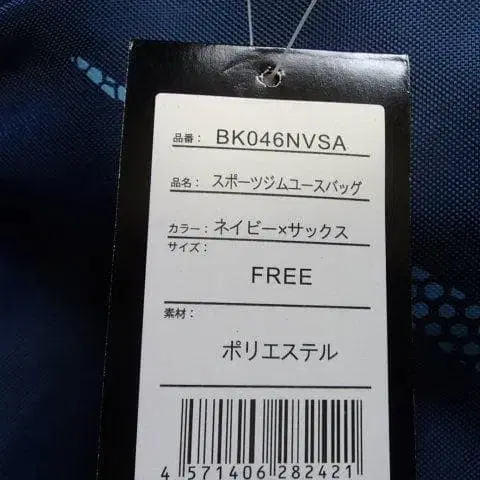 品番: BK046NVSA
品名: スポーツジムユースバッグ
カラー: ネイビー×サックス
サイズ:
FREE
素材:
ポリエステル
4 571406 282421